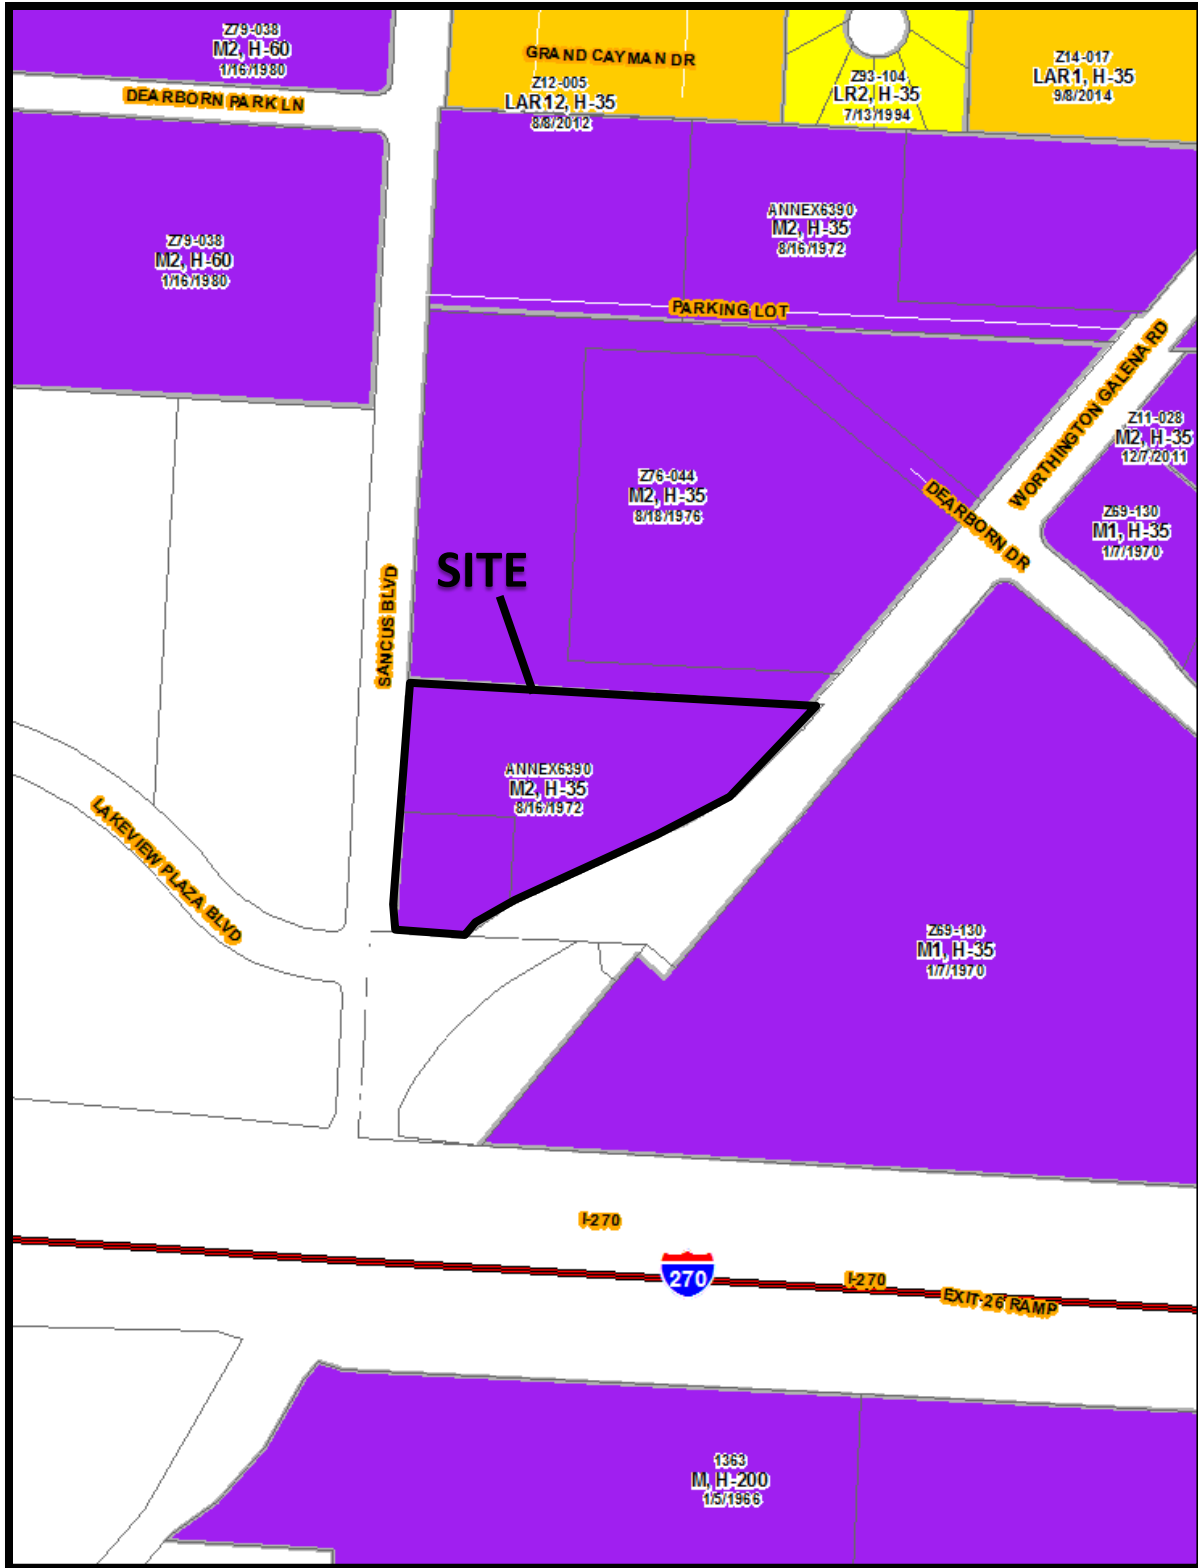 Z79-038
M2, H-60
1/16/1980
DEARBORN PARK LN
GRAND CAYMAN DR
Z12-005
LAR12, H-35
8/8/2012
Z93-104
LR2, H-35
7/13/1994
Z14-017
LAR1, H-35
9/8/2014
Z79-038
M2, H-60
1/16/1980
ANNEX6390
M2, H-35
8/16/1972
PARKING LOT
WORTHINGTON GALENA RD
Z11-028
M2, H-35
12/7/2011
Z76-044
M2, H-35
8/18/1976
DEARBORN DR
Z69-130
M1, H-35
1/7/1970
SITE
SANCUS BLVD
ANNEX6390
M2, H-35
8/16/1972
LAKEVIEW PLAZA BLVD
Z69-130
M1, H-35
1/7/1970
I-270
270
I-270
EXIT 26 RAMP
1363
M, H-200
1/5/1966